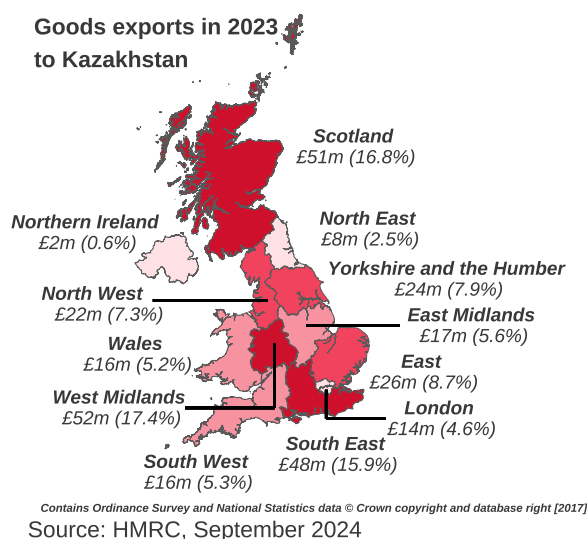 Goods exports in 2023
to Kazakhstan
Scotland
£51m (16.8%)
Northern Ireland
£2m (0.6%)
North East
£8m (2.5%)
Yorkshire and the Humber
£24m (7.9%)
North West
£22m (7.3%)
East Midlands
£17m (5.6%)
Wales
£16m (5.2%)
East
£26m (8.7%)
West Midlands
£52m (17.4%)
London
£14m (4.6%)
South East
£48m (15.9%)
South West
£16m (5.3%)
Contains Ordinance Survey and National Statistics data © Crown copyright and database right [2017]
Source: HMRC, September 2024